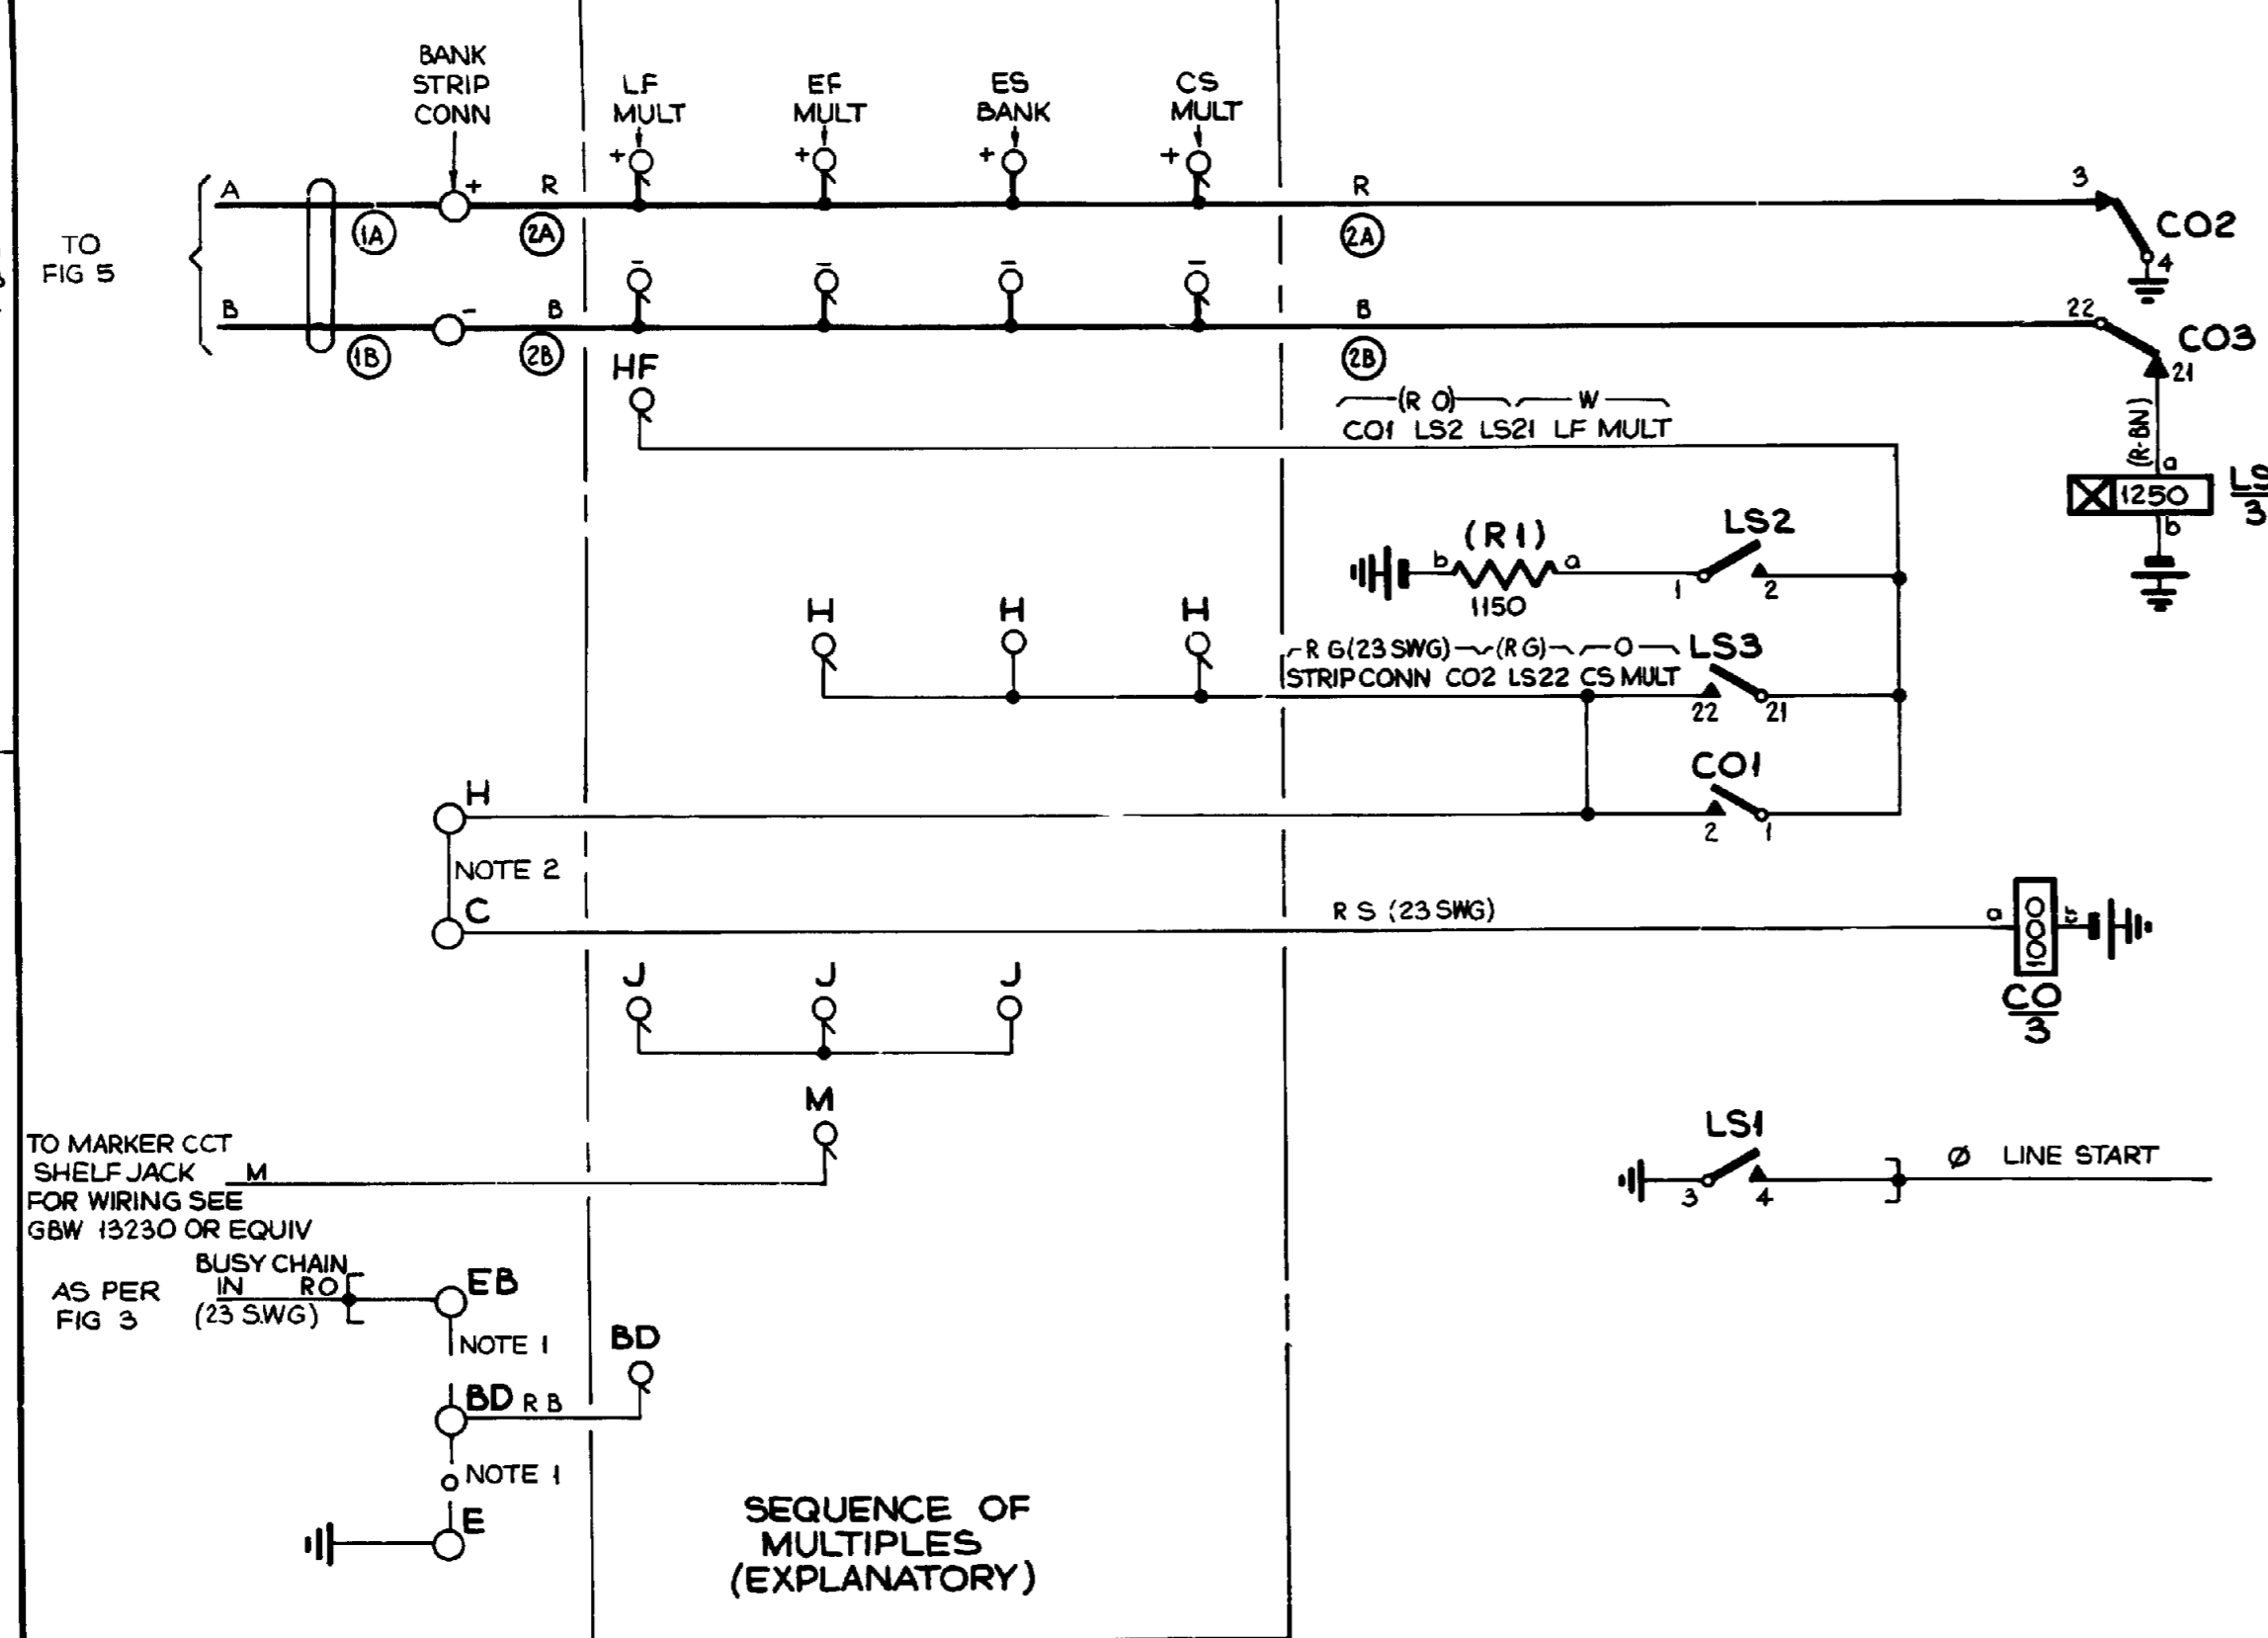 BANK
STRIP
CONN
LF
MULT
EF
MULT
ES
BANK
CS
MULT
+ + + +
A + R R 3
1A 2A 2A
CO2
4
TO
FIG 5
- - - -
B - B B 22
1B 2B 2B
CO3
21
HF
(R O) W
CO1 LS2 LS21 LF MULT
(R-BN)
a
1250
b
3
(R1)
b a
1150
LS2
1 2
H H H
R G(23 SWG) (RG) O
STRIP CONN CO2 LS22 CS MULT
LS3
22 21
CO1
2 1
H
NOTE 2
C
R S (23 SWG)
a
1000
CO
3
J J J
M
TO MARKER CCT
SHELF JACK M
FOR WIRING SEE
GBW 13230 OR EQUIV
LS1
3 4
Ø LINE START
BUSY CHAIN
IN RO
(23 S.WG)
AS PER
FIG 3
EB
NOTE 1
BD R B
BD
NOTE 1
E
SEQUENCE OF
MULTIPLES
(EXPLANATORY)